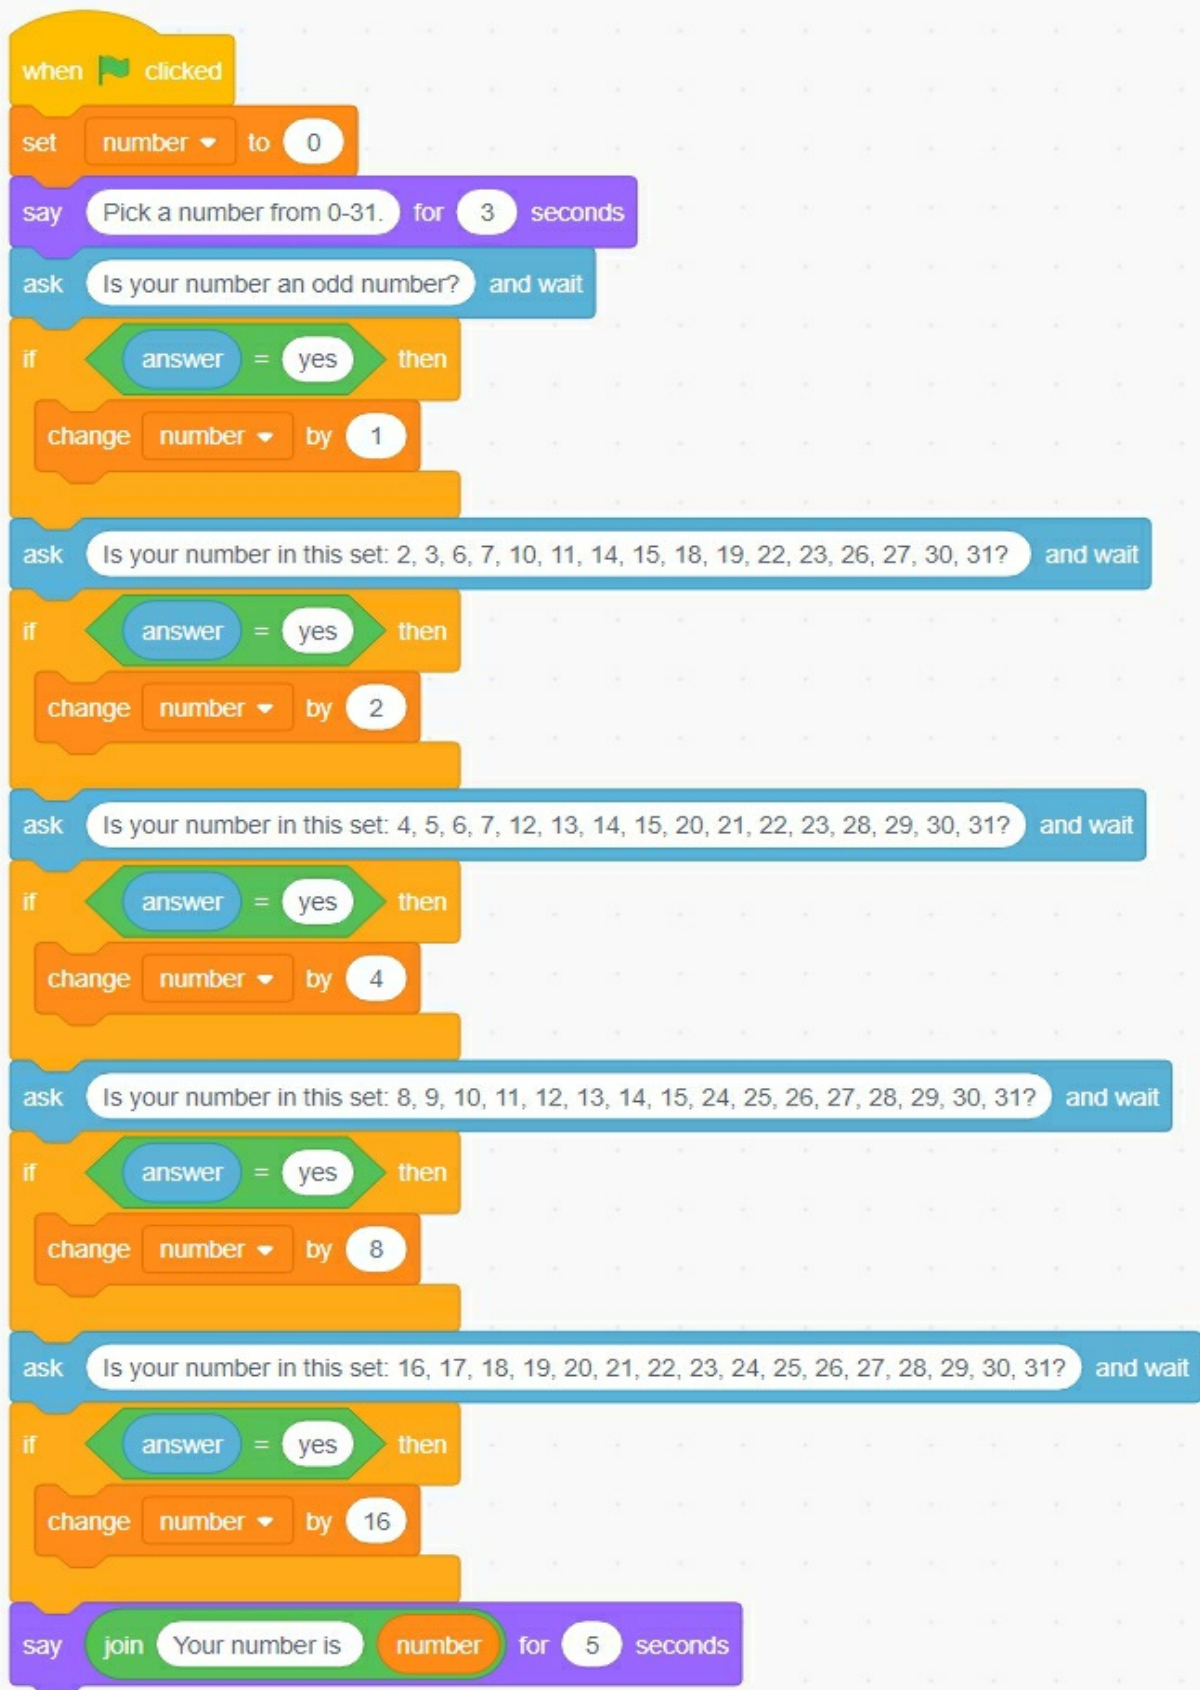 when clicked
set number to 0
say Pick a number from 0-31. for 3 seconds
ask Is your number an odd number? and wait
if answer = yes then
change number by 1
ask Is your number in this set: 2, 3, 6, 7, 10, 11, 14, 15, 18, 19, 22, 23, 26, 27, 30, 31? and wait
if answer = yes then
change number by 2
ask Is your number in this set: 4, 5, 6, 7, 12, 13, 14, 15, 20, 21, 22, 23, 28, 29, 30, 31? and wait
if answer = yes then
change number by 4
ask Is your number in this set: 8, 9, 10, 11, 12, 13, 14, 15, 24, 25, 26, 27, 28, 29, 30, 31? and wait
if answer = yes then
change number by 8
ask Is your number in this set: 16, 17, 18, 19, 20, 21, 22, 23, 24, 25, 26, 27, 28, 29, 30, 31? and wait
if answer = yes then
change number by 16
say join Your number is number for 5 seconds